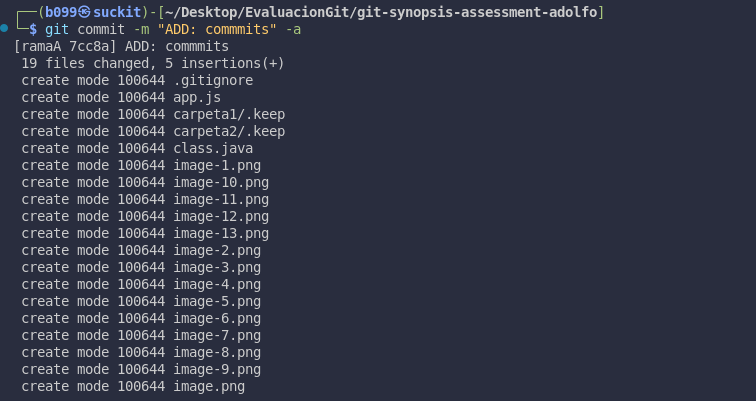 ┌──(b099㉿suckit)-[~/Desktop/EvaluacionGit/git-synopsis-assessment-adolfo]
└─$ git commit -m "ADD: commmits" -a
[ramaA 7cc8a] ADD: commmits
19 files changed, 5 insertions(+)
create mode 100644 .gitignore
create mode 100644 app.js
create mode 100644 carpeta1/.keep
create mode 100644 carpeta2/.keep
create mode 100644 class.java
create mode 100644 image-1.png
create mode 100644 image-10.png
create mode 100644 image-11.png
create mode 100644 image-12.png
create mode 100644 image-13.png
create mode 100644 image-2.png
create mode 100644 image-3.png
create mode 100644 image-4.png
create mode 100644 image-5.png
create mode 100644 image-6.png
create mode 100644 image-7.png
create mode 100644 image-8.png
create mode 100644 image-9.png
create mode 100644 image.png